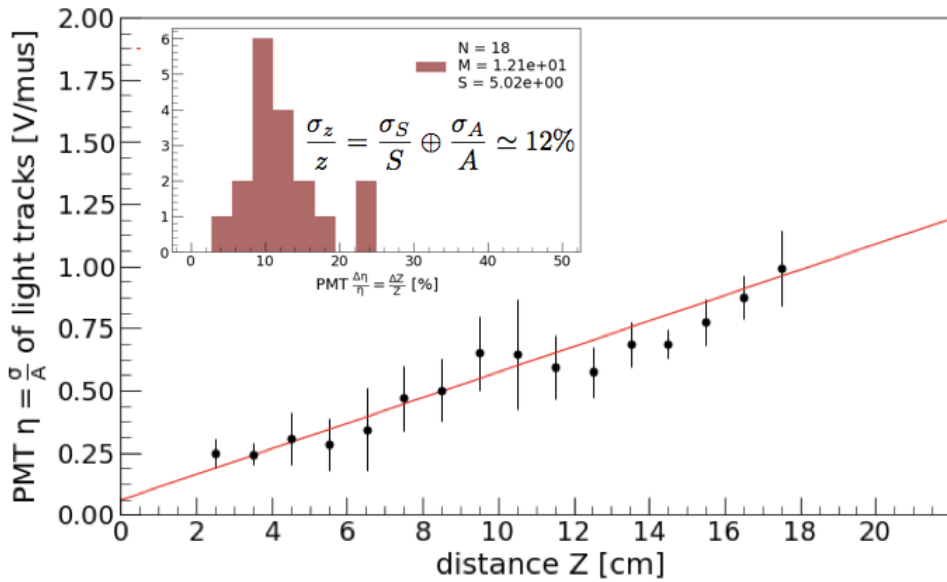 PMT η = σ/A of light tracks [V/mus]
2.00
1.75
1.50
1.25
1.00
0.75
0.50
0.25
0.00
0 2 4 6 8 10 12 14 16 18 20
distance Z [cm]
6
5
4
3
2
1
0
0 10 20 30 40 50
PMT Δη/η = ΔZ/Z [%]
N = 18
M = 1.21e+01
S = 5.02e+00
σ_z/z = σ_S/S ⊕ σ_A/A ≃ 12%